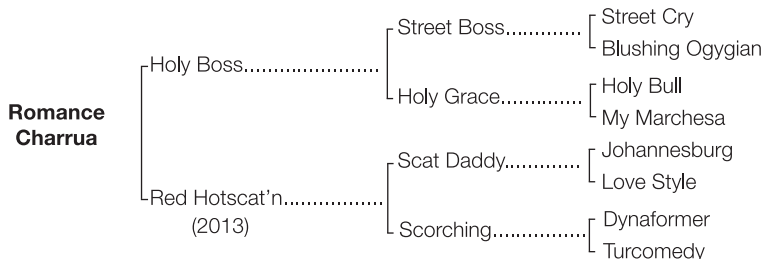 Street Cry
Street Boss
Blushing Ogygian
Holy Boss
Holy Bull
Holy Grace
My Marchesa
Romance
Charrua
Johannesburg
Scat Daddy
Love Style
Red Hotscat’n
(2013)
Dynaformer
Scorching
Turcomedy